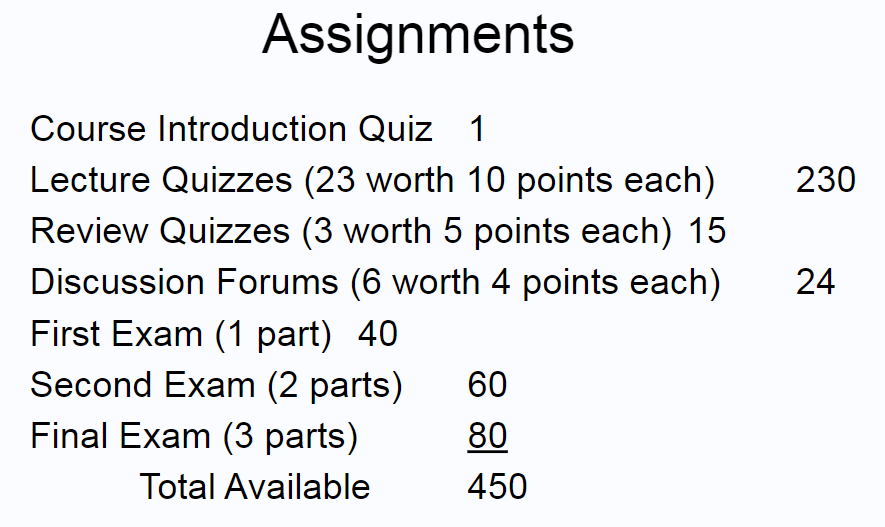 Assignments
Course Introduction Quiz 1
Lecture Quizzes (23 worth 10 points each) 230
Review Quizzes (3 worth 5 points each) 15
Discussion Forums (6 worth 4 points each) 24
First Exam (1 part) 40
Second Exam (2 parts) 60
Final Exam (3 parts) 80
Total Available 450